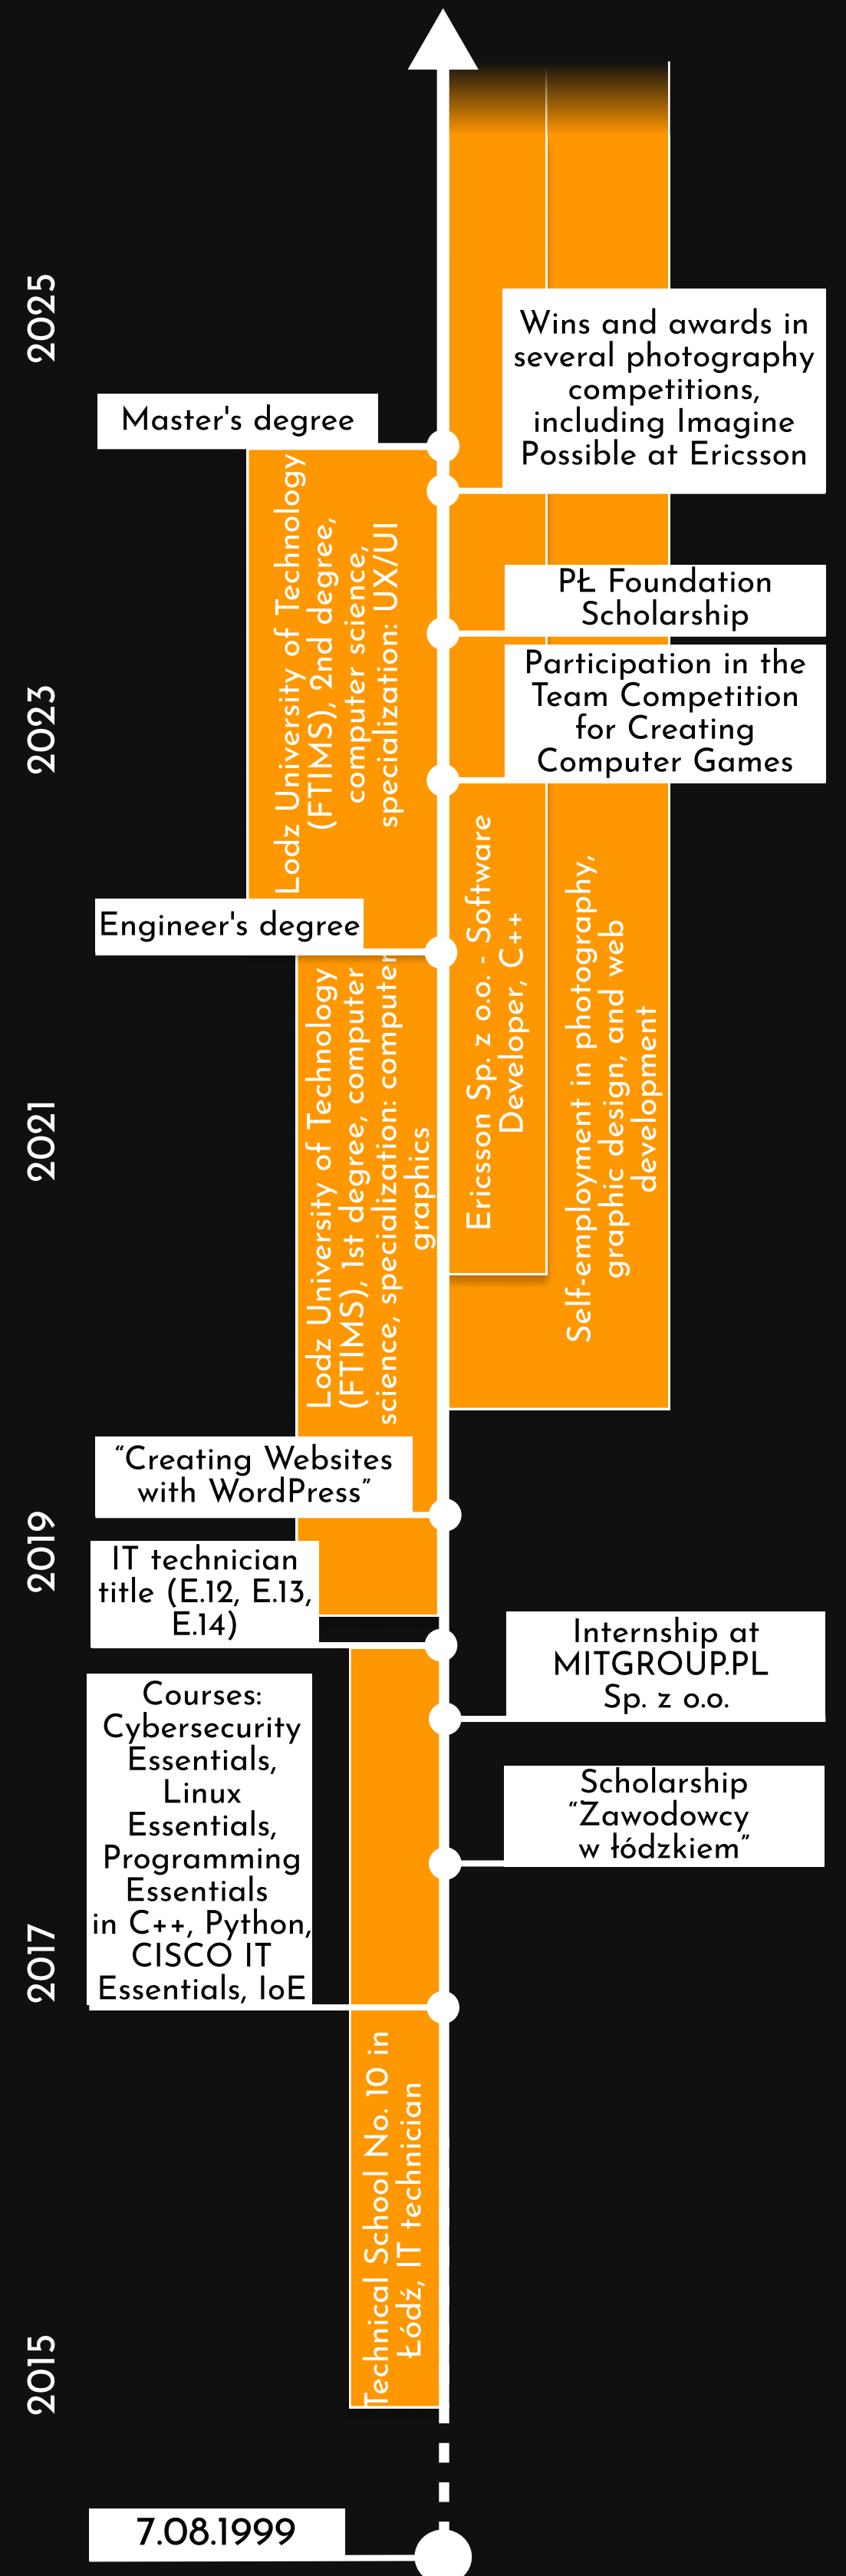 2025
Wins and awards in
several photography
competitions,
including Imagine
Possible at Ericsson
Master's degree
Lodz University of Technology
(FTIMS), 2nd degree,
computer science,
specialization: UX/UI
PŁ Foundation
Scholarship
Participation in the
Team Competition
for Creating
Computer Games
2023
Engineer's degree
Ericsson Sp. z o.o. - Software
Developer, C++
Self-employment in photography,
graphic design, and web
development
Lodz University of Technology
(FTIMS), 1st degree, computer
science, specialization: computer
graphics
2021
“Creating Websites
with WordPress”
2019
IT technician
title (E.12, E.13,
E.14)
Internship at
MITGROUP.PL
Sp. z o.o.
Courses:
Cybersecurity
Essentials,
Linux
Essentials,
Programming
Essentials
in C++, Python,
CISCO IT
Essentials, IoE
Scholarship
“Zawodowcy
w łódzkiem”
2017
Technical School No. 10 in
Łódź, IT technician
2015
7.08.1999